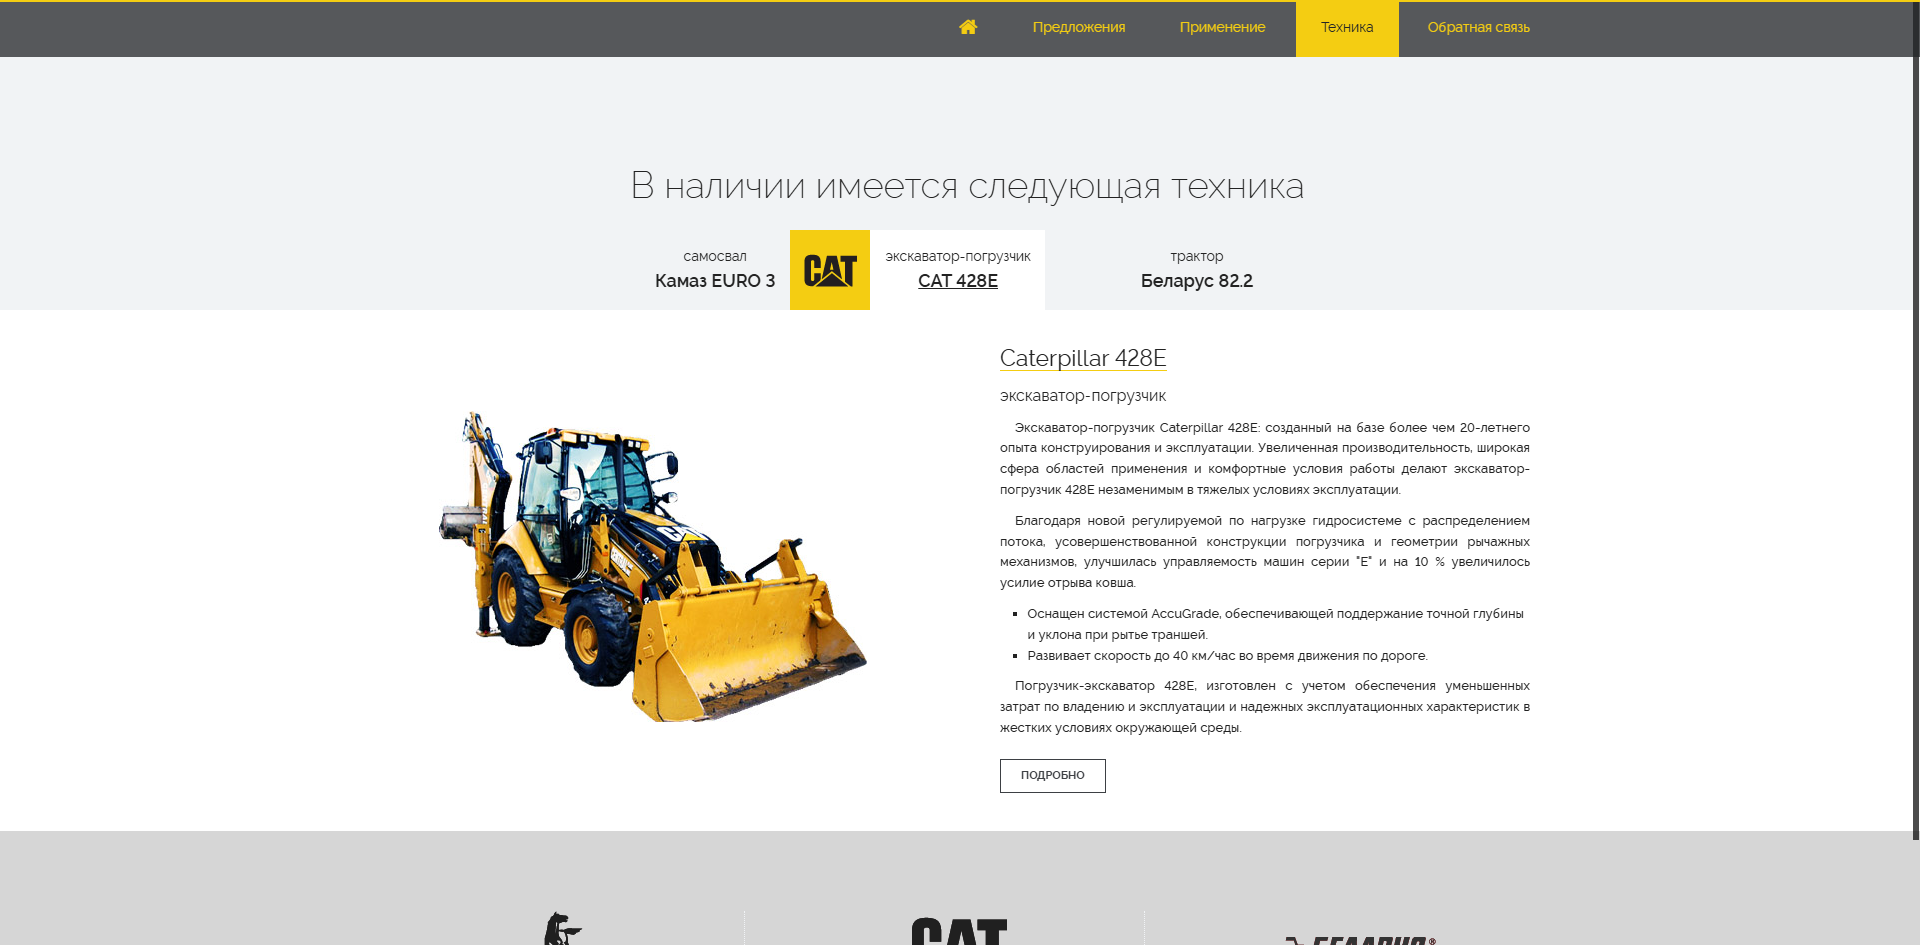 Предложения Применение Техника Обратная связь
В наличии имеется следующая техника
самосвал
Камаз EURO 3
CAT
экскаватор-погрузчик
CAT 428E
трактор
Беларус 82.2
Caterpillar 428E
экскаватор-погрузчик
Экскаватор-погрузчик Caterpillar 428E: созданный на базе более чем 20-летнего
опыта конструирования и эксплуатации. Увеличенная производительность, широкая
сфера областей применения и комфортные условия работы делают экскаватор-
погрузчик 428E незаменимым в тяжелых условиях эксплуатации.
Благодаря новой регулируемой по нагрузке гидросистеме с распределением
потока, усовершенствованной конструкции погрузчика и геометрии рычажных
механизмов, улучшилась управляемость машин серии "E" и на 10 % увеличилось
усилие отрыва ковша.
Оснащен системой AccuGrade, обеспечивающей поддержание точной глубины
и уклона при рытье траншей.
Развивает скорость до 40 км/час во время движения по дороге.
Погрузчик-экскаватор 428E, изготовлен с учетом обеспечения уменьшенных
затрат по владению и эксплуатации и надежных эксплуатационных характеристик в
жестких условиях окружающей среды.
ПОДРОБНО
CAT
БЕЛАРУС®